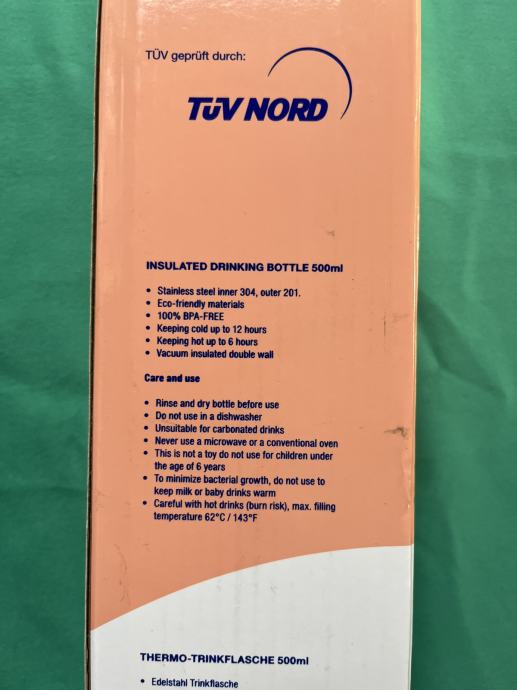 TÜV geprüft durch:
TÜV NORD
INSULATED DRINKING BOTTLE 500ml
• Stainless steel inner 304, outer 201.
• Eco-friendly materials
• 100% BPA-FREE
• Keeping cold up to 12 hours
• Keeping hot up to 6 hours
• Vacuum insulated double wall
Care and use
• Rinse and dry bottle before use
• Do not use in a dishwasher
• Unsuitable for carbonated drinks
• Never use a microwave or a conventional oven
• This is not a toy do not use for children under
the age of 6 years
• To minimize bacterial growth, do not use to
keep milk or baby drinks warm
• Careful with hot drinks (burn risk), max. filling
temperature 62°C / 143°F
THERMO-TRINKFLASCHE 500ml
• Edelstahl Trinkflasche